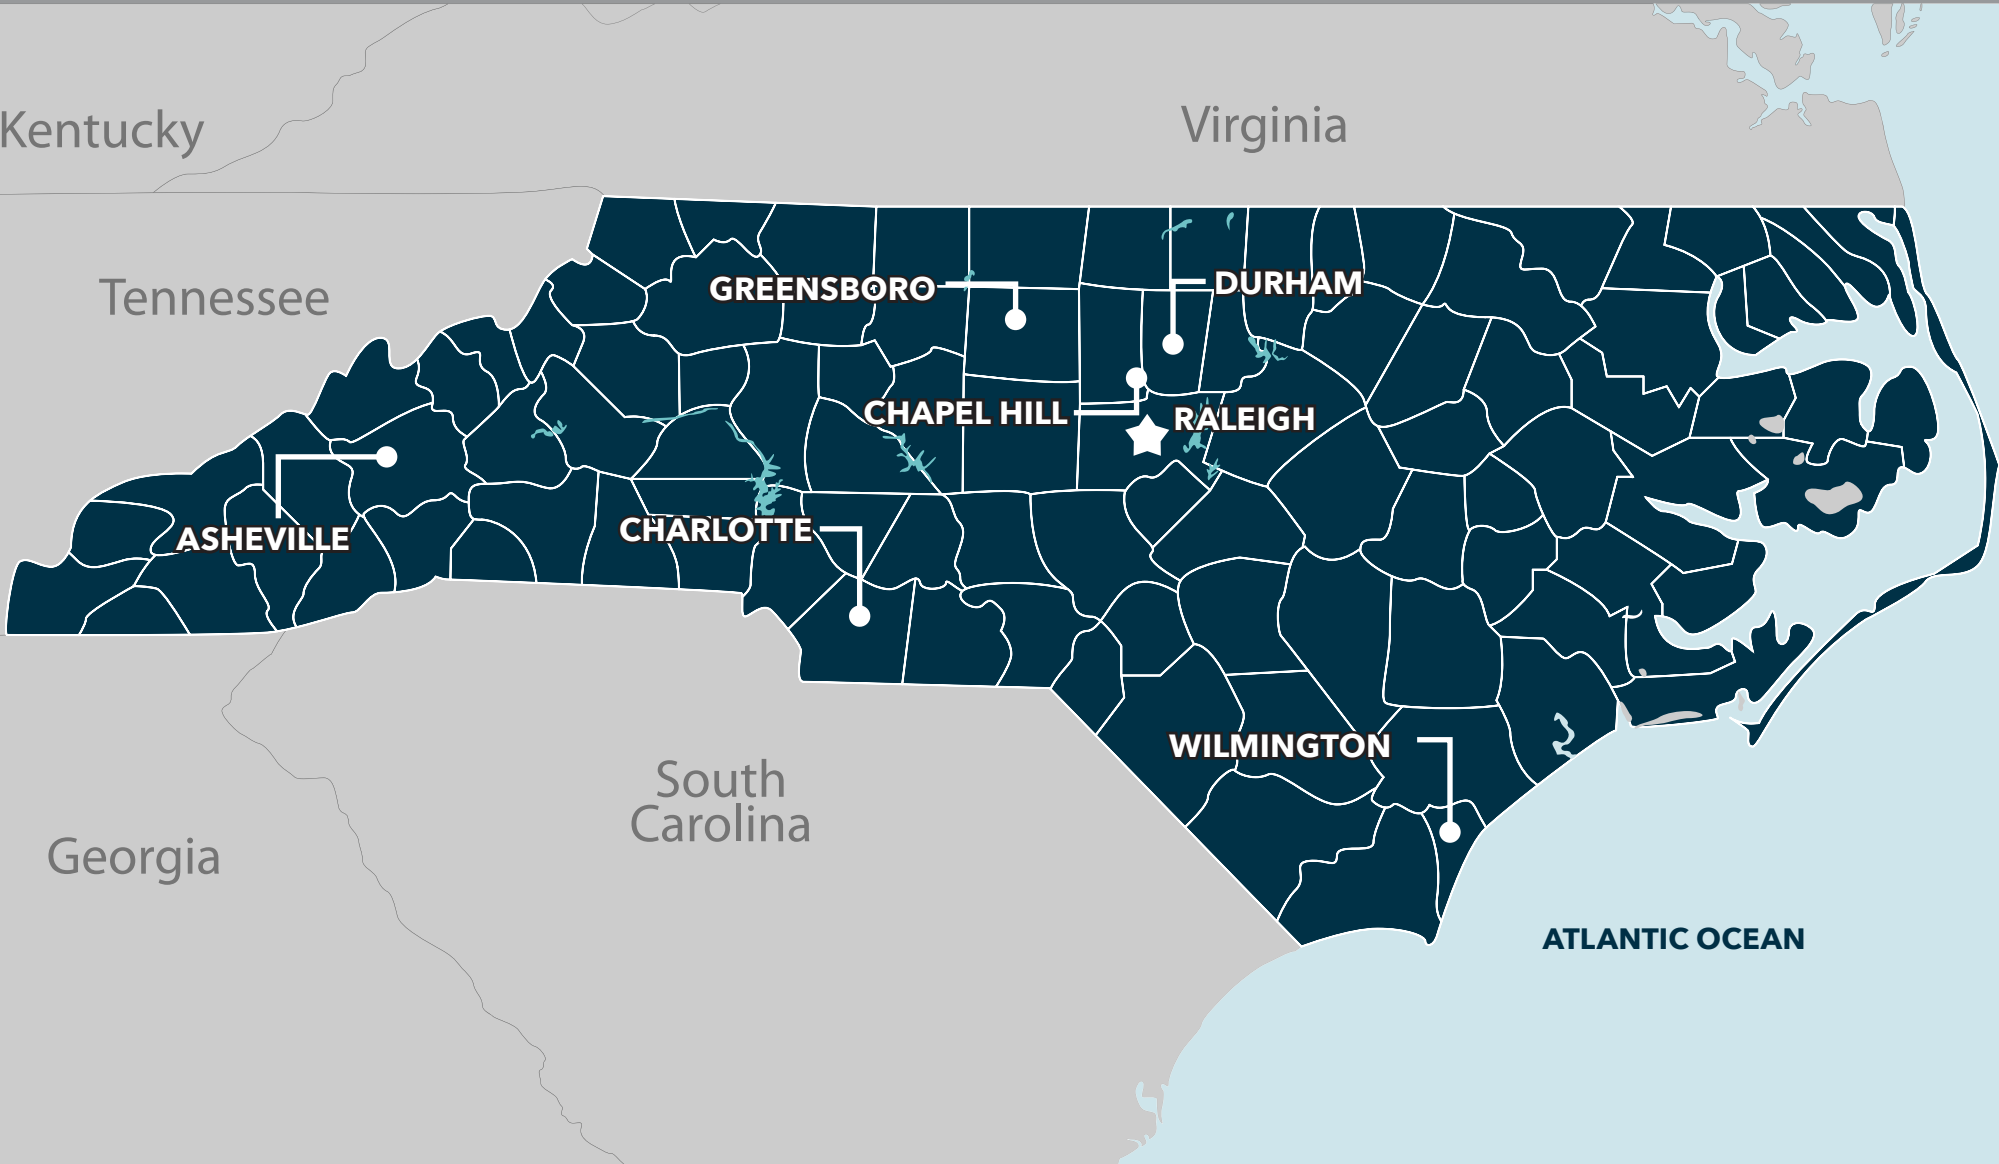 Kentucky
Virginia
Tennessee
GREENSBORO
DURHAM
CHAPEL HILL
RALEIGH
ASHEVILLE
CHARLOTTE
WILMINGTON
South
Carolina
Georgia
ATLANTIC OCEAN